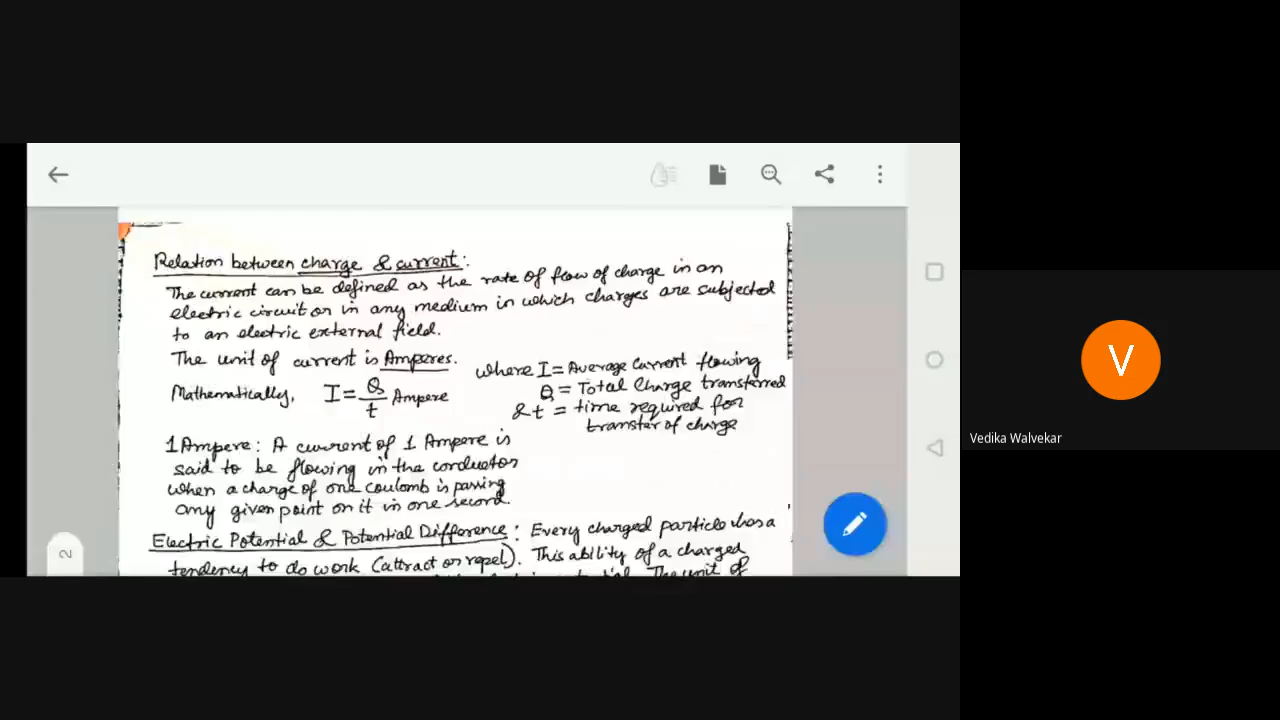 Relation between charge & current:
The current can be defined as the rate of flow of charge in an
electric circuit or in any medium in which charges are subjected
to an electric external field.
The unit of current is Amperes.
where I = Average Current flowing
Mathematically, I = Q/t Ampere
Q = Total Charge transferred
& t = time required for
transfer of charge
1 Ampere: A current of 1 Ampere is
said to be flowing in the conductor
when a charge of one coulomb is passing
any given point on it in one second.
Electric Potential & Potential Difference: Every charged particle has a
tendency to do work (attract or repel). This ability of a charged
The unit of
2
V
Vedika Walvekar